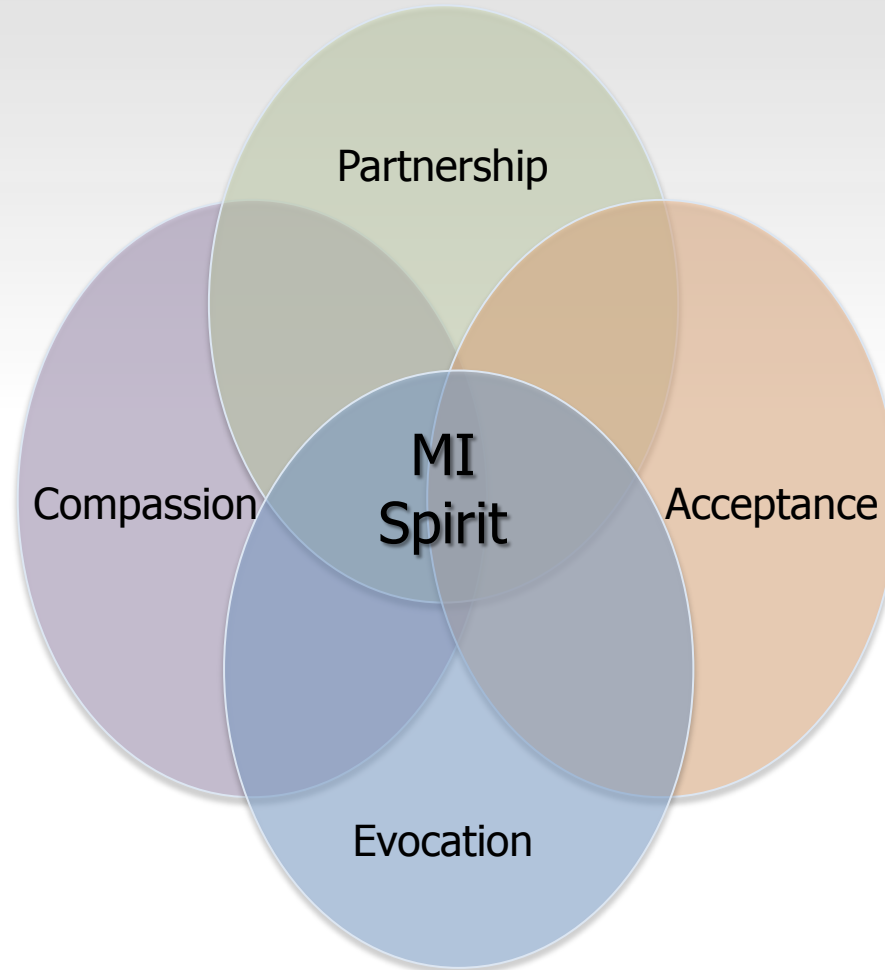 Partnership
MI
Spirit
Compassion
Acceptance
Evocation